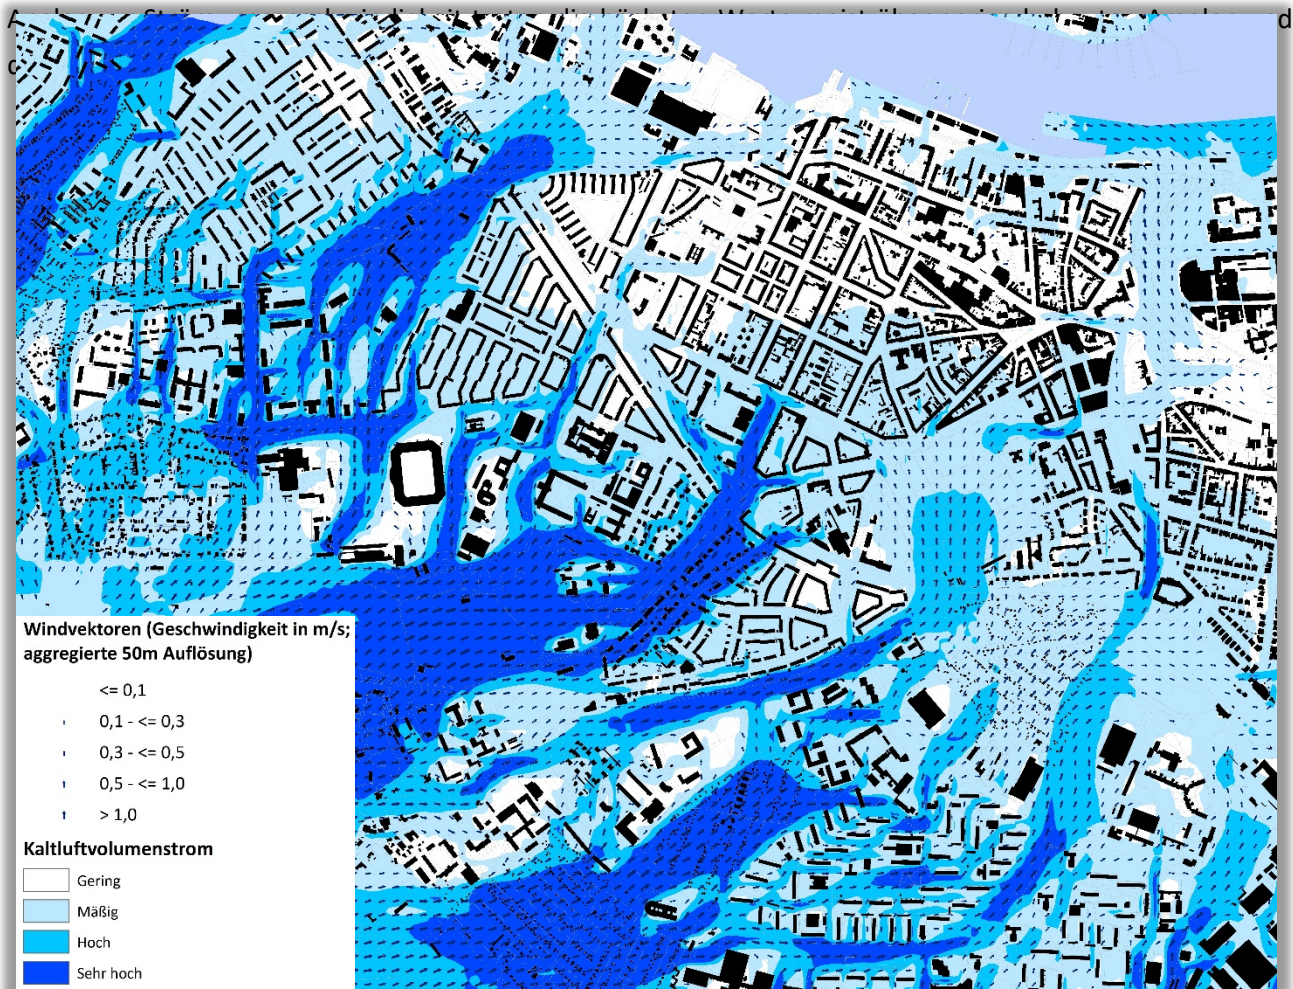 Windvektoren (Geschwindigkeit in m/s;
aggregierte 50m Auflösung)
<= 0,1
0,1 - <= 0,3
0,3 - <= 0,5
0,5 - <= 1,0
> 1,0
Kaltluftvolumenstrom
Gering
Mäßig
Hoch
Sehr hoch